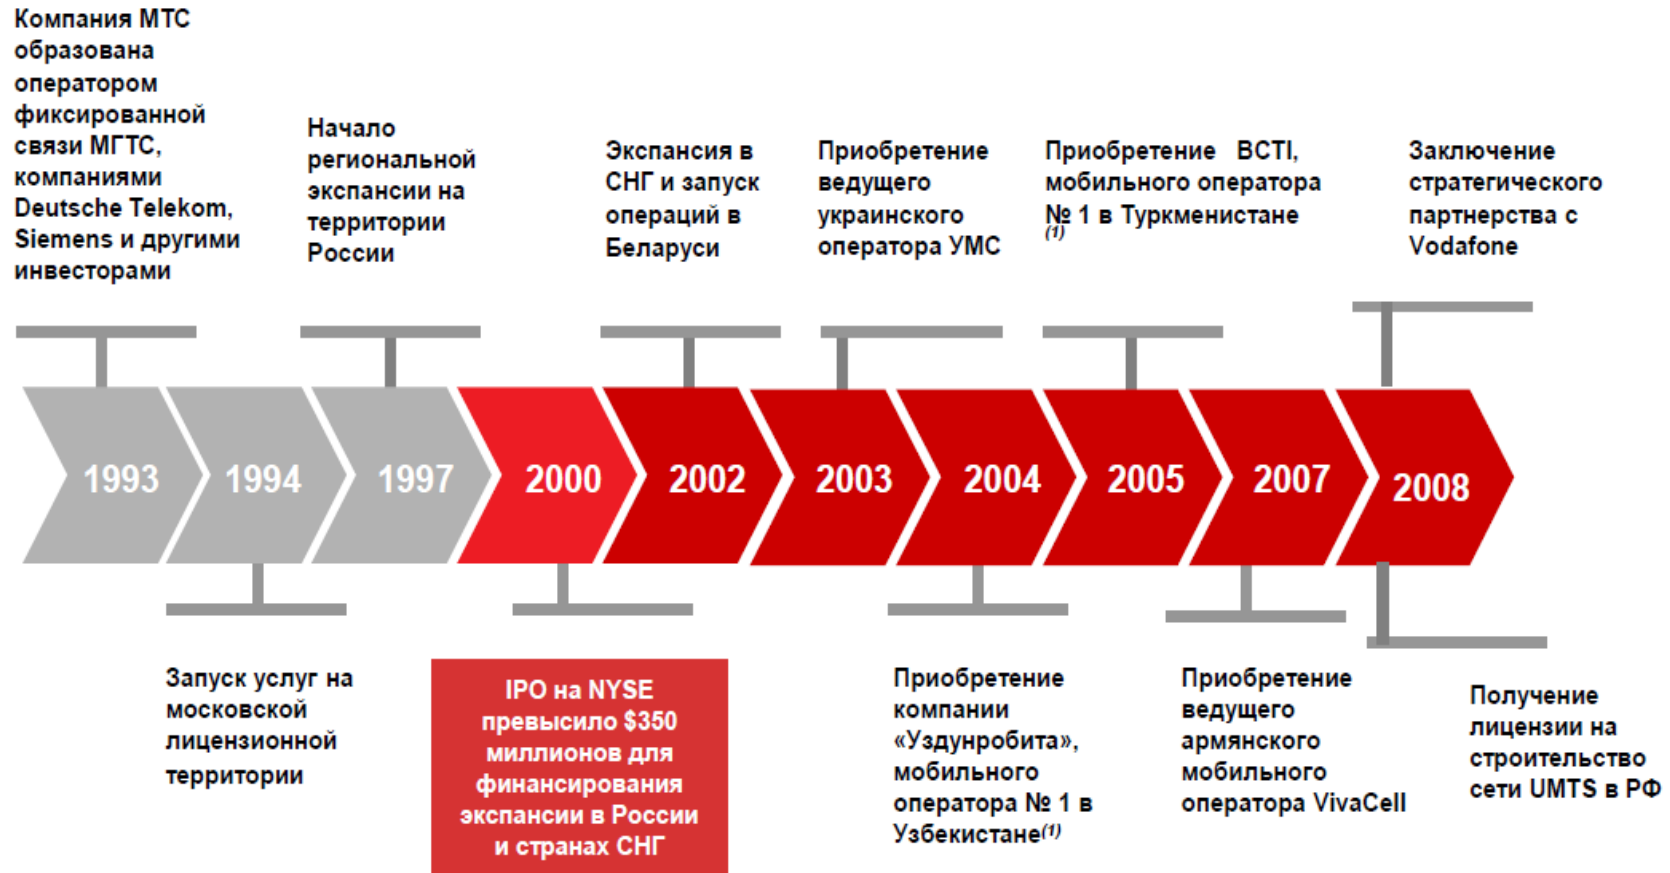 Компания МТС
образована
оператором
фиксированной
связи МГТС,
компаниями
Deutsche Telekom,
Siemens и другими
инвесторами
Начало
региональной
экспансии на
территории
России
Экспансия в
СНГ и запуск
операций в
Беларуси
Приобретение
ведущего
украинского
оператора УМС
Приобретение BCTI,
мобильного оператора
№ 1 в Туркменистане
(1)
Заключение
стратегического
партнерства с
Vodafone
1993
1994
1997
2000
2002
2003
2004
2005
2007
2008
Запуск услуг на
московской
лицензионной
территории
IPO на NYSE
превысило $350
миллионов для
финансирования
экспансии в России
и странах СНГ
Приобретение
компании
«Уздунробита»,
мобильного
оператора № 1 в
Узбекистане(1)
Приобретение
ведущего
армянского
мобильного
оператора VivaCell
Получение
лицензии на
строительство
сети UMTS в РФ